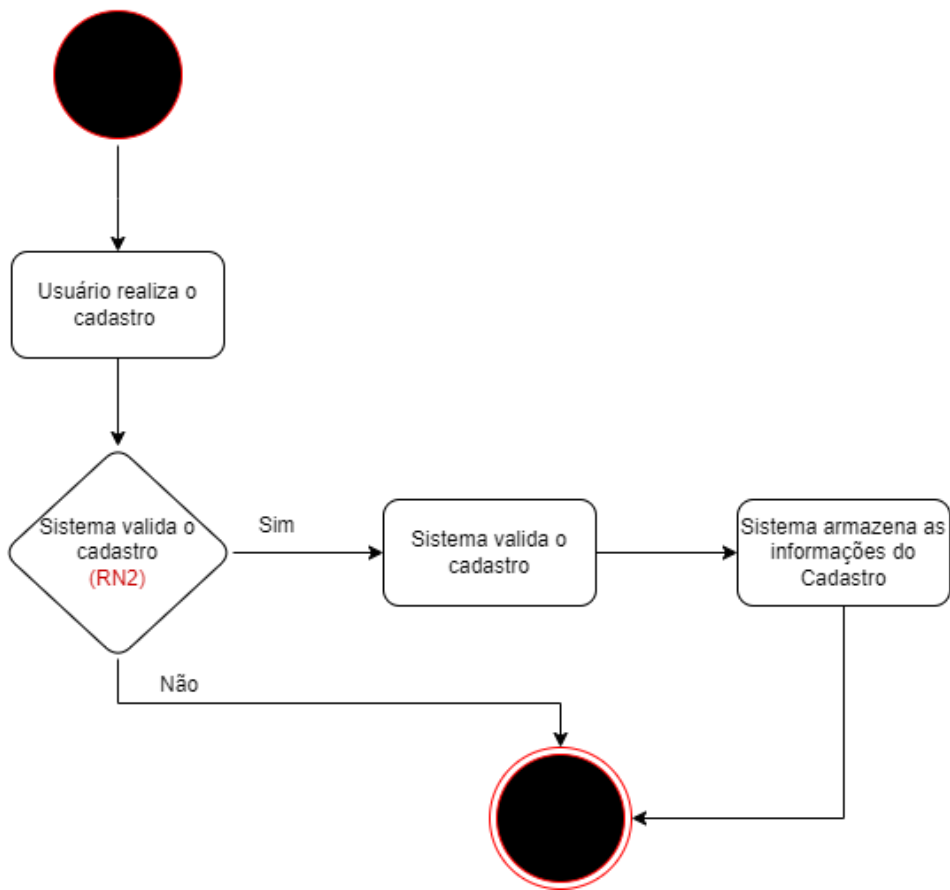 Usuário realiza o
cadastro
Sistema valida o
cadastro
(RN2)
Sim
Sistema valida o
cadastro
Sistema armazena as
informações do
Cadastro
Não